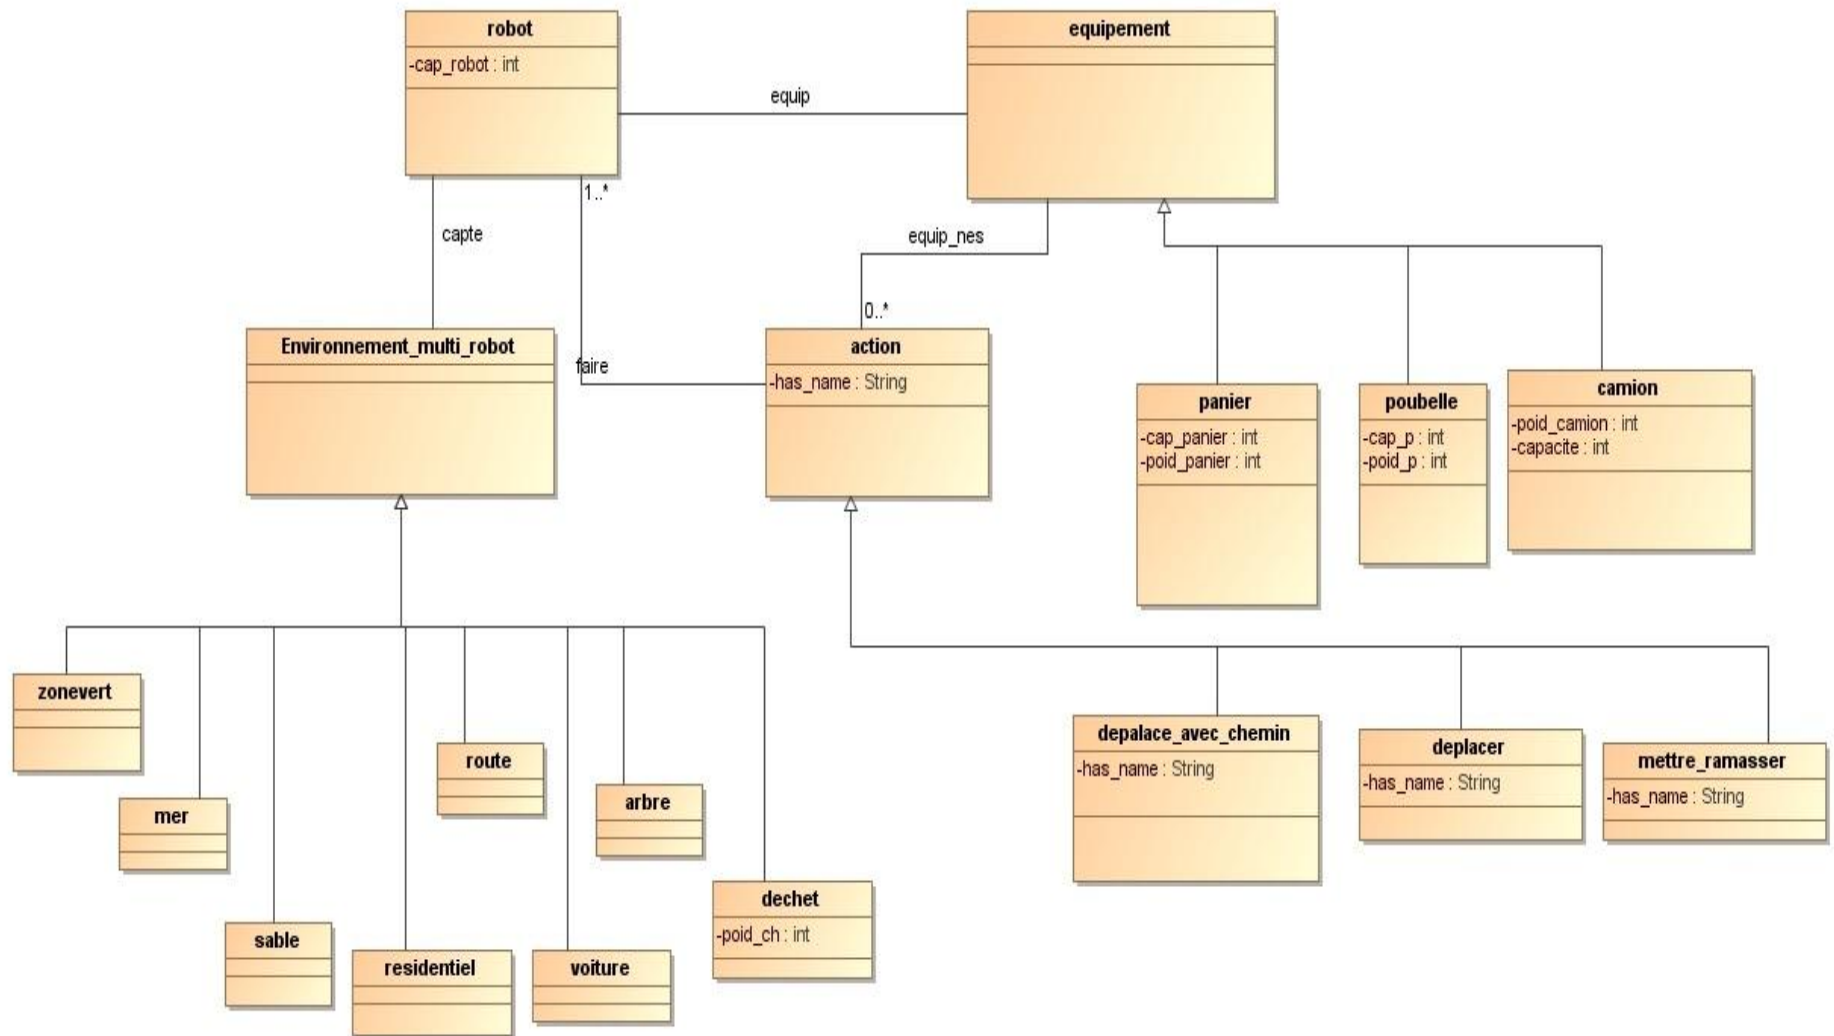 robot
-cap_robot : int
equipement
equip
1..*
capte
equip_nes
0..*
Environnement_multi_robot
faire
action
-has_name : String
panier
-cap_panier : int
-poid_panier : int
poubelle
-cap_p : int
-poid_p : int
camion
-poid_camion : int
-capacite : int
zonevert
mer
sable
residentiel
route
voiture
arbre
dechet
-poid_ch : int
depalace_avec_chemin
-has_name : String
deplacer
-has_name : String
mettre_ramasser
-has_name : String